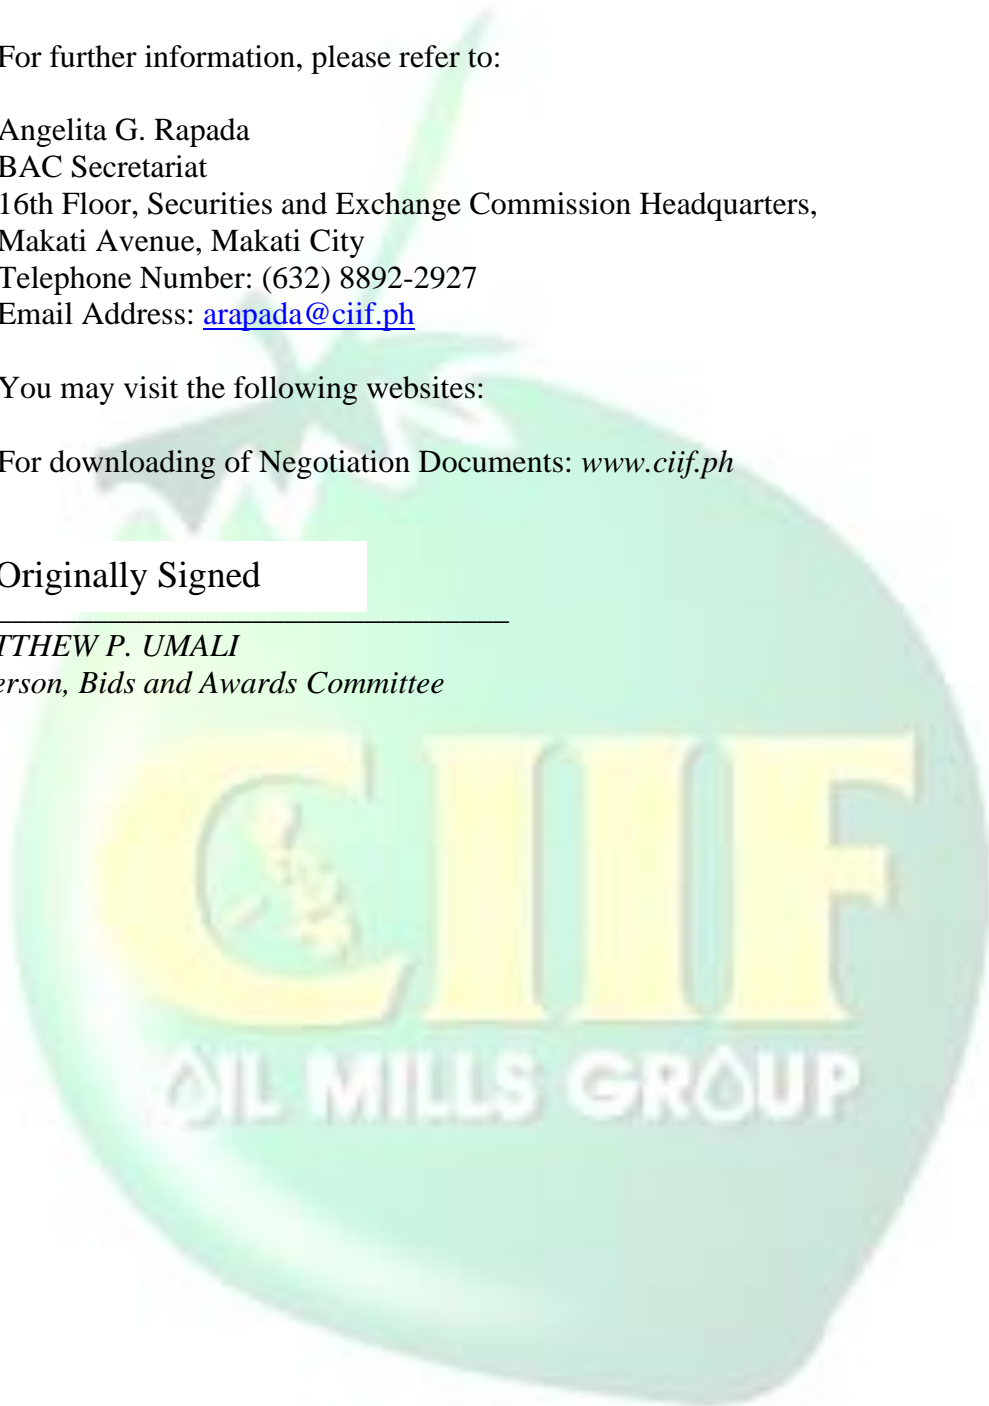 For further information, please refer to:
Angelita G. Rapada
BAC Secretariat
16th Floor, Securities and Exchange Commission Headquarters,
Makati Avenue, Makati City
Telephone Number: (632) 8892-2927
Email Address: arapada@ciif.ph
You may visit the following websites:
For downloading of Negotiation Documents: www.ciif.ph
Originally Signed
TTHEW P. UMALI
erson, Bids and Awards Committee
CIIF
OIL MILLS GROUP